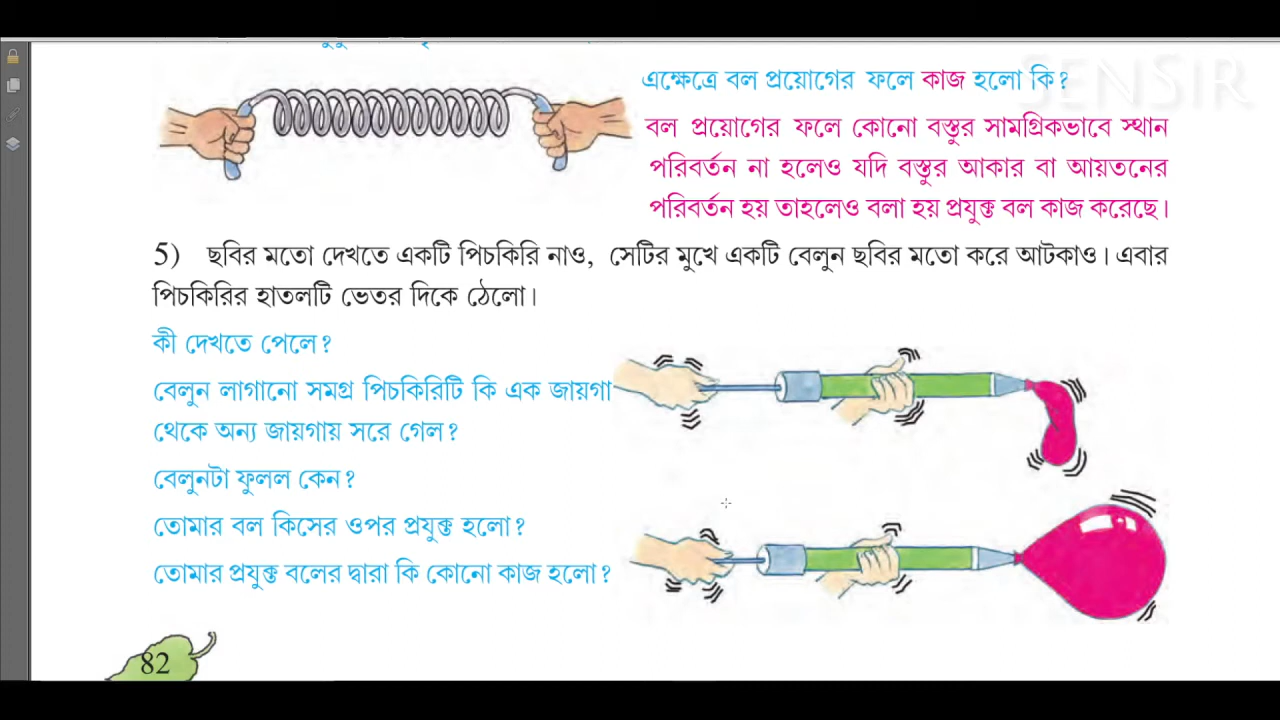 SENSIR
এক্ষেত্রে বল প্রয়োগের ফলে কাজ হলো কি?
বল প্রয়োগের ফলে কোনো বস্তুর সামগ্রিকভাবে স্থান
পরিবর্তন না হলেও যদি বস্তুর আকার বা আয়তনের
পরিবর্তন হয় তাহলেও বলা হয় প্রযুক্ত বল কাজ করেছে।
5) ছবির মতো দেখতে একটি পিচকিরি নাও, সেটির মুখে একটি বেলুন ছবির মতো করে আটকাও। এবার
পিচকিরির হাতলটি ভেতর দিকে ঠেলো।
কী দেখতে পেলে?
বেলুন লাগানো সমগ্র পিচকিরিটি কি এক জায়গা
থেকে অন্য জায়গায় সরে গেল?
বেলুনটা ফুলল কেন?
তোমার বল কিসের ওপর প্রযুক্ত হলো?
তোমার প্রযুক্ত বলের দ্বারা কি কোনো কাজ হলো?
82